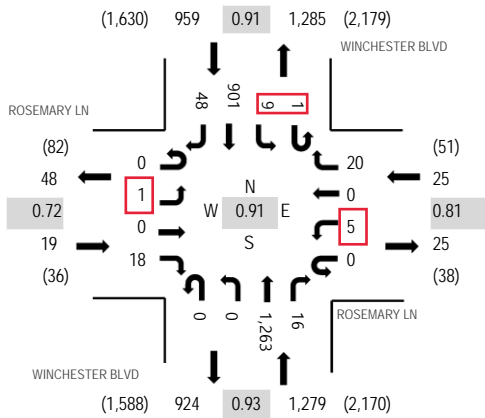 (1,630) 959 0.91 1,285 (2,179)
WINCHESTER BLVD
ROSEMARY LN
48 901 9 1
(82) 0 20 (51)
48 1 N 0 25
0.72 0 W 0.91 E 5 0.81
19 18 S 0 25
(36) (38)
0 0 1,263 16
ROSEMARY LN
WINCHESTER BLVD
(1,588) 924 0.93 1,279 (2,170)